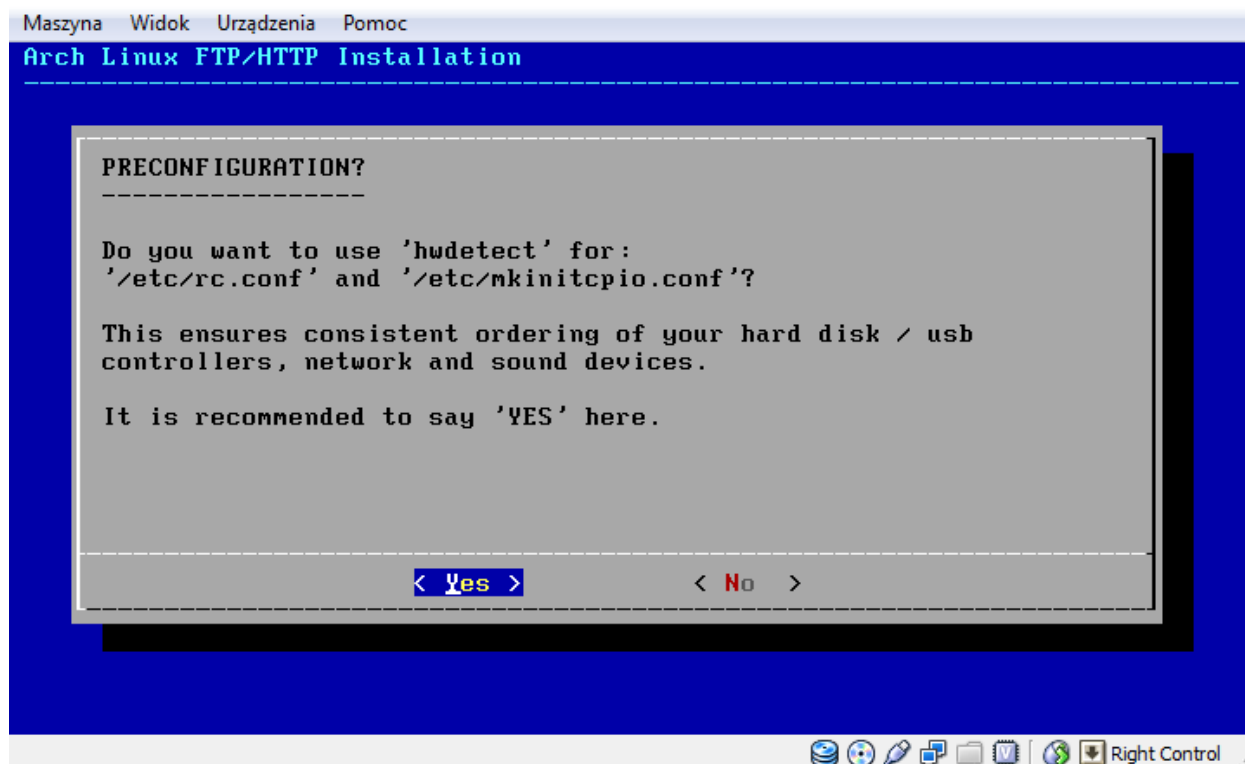 Maszyna Widok Urządzenia Pomoc
Arch Linux FTP/HTTP Installation
PRECONFIGURATION?
-----------------
Do you want to use 'hwdetect' for:
'/etc/rc.conf' and '/etc/mkinitcpio.conf'?
This ensures consistent ordering of your hard disk / usb
controllers, network and sound devices.
It is recommended to say 'YES' here.
< Yes > < No >
Right Control